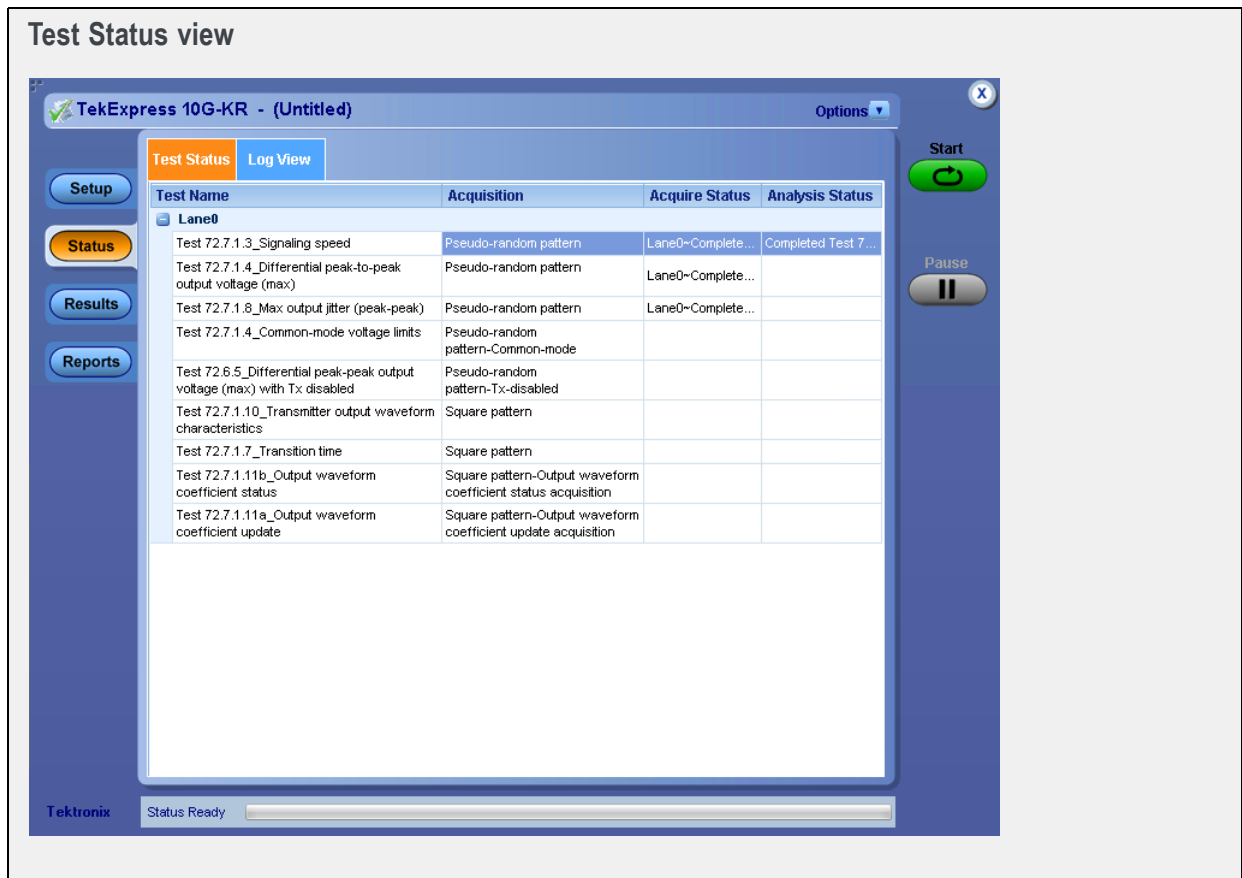 Test Status view
TekExpress 10G-KR - (Untitled)
Options
X
Start
Test Status
Log View
Setup
Test Name
Acquisition
Acquire Status
Analysis Status
Lane0
Status
Test 72.7.1.3_Signaling speed
Pseudo-random pattern
Lane0~Complete...
Completed Test 7...
Test 72.7.1.4_Differential peak-to-peak
output voltage (max)
Pseudo-random pattern
Lane0~Complete...
Pause
Results
Test 72.7.1.8_Max output jitter (peak-peak)
Pseudo-random pattern
Lane0~Complete...
Test 72.7.1.4_Common-mode voltage limits
Pseudo-random
pattern-Common-mode
Reports
Test 72.6.5_Differential peak-peak output
voltage (max) with Tx disabled
Pseudo-random
pattern-Tx-disabled
Test 72.7.1.10_Transmitter output waveform
characteristics
Square pattern
Test 72.7.1.7_Transition time
Square pattern
Test 72.7.1.11b_Output waveform
coefficient status
Square pattern-Output waveform
coefficient status acquisition
Test 72.7.1.11a_Output waveform
coefficient update
Square pattern-Output waveform
coefficient update acquisition
Tektronix
Status Ready